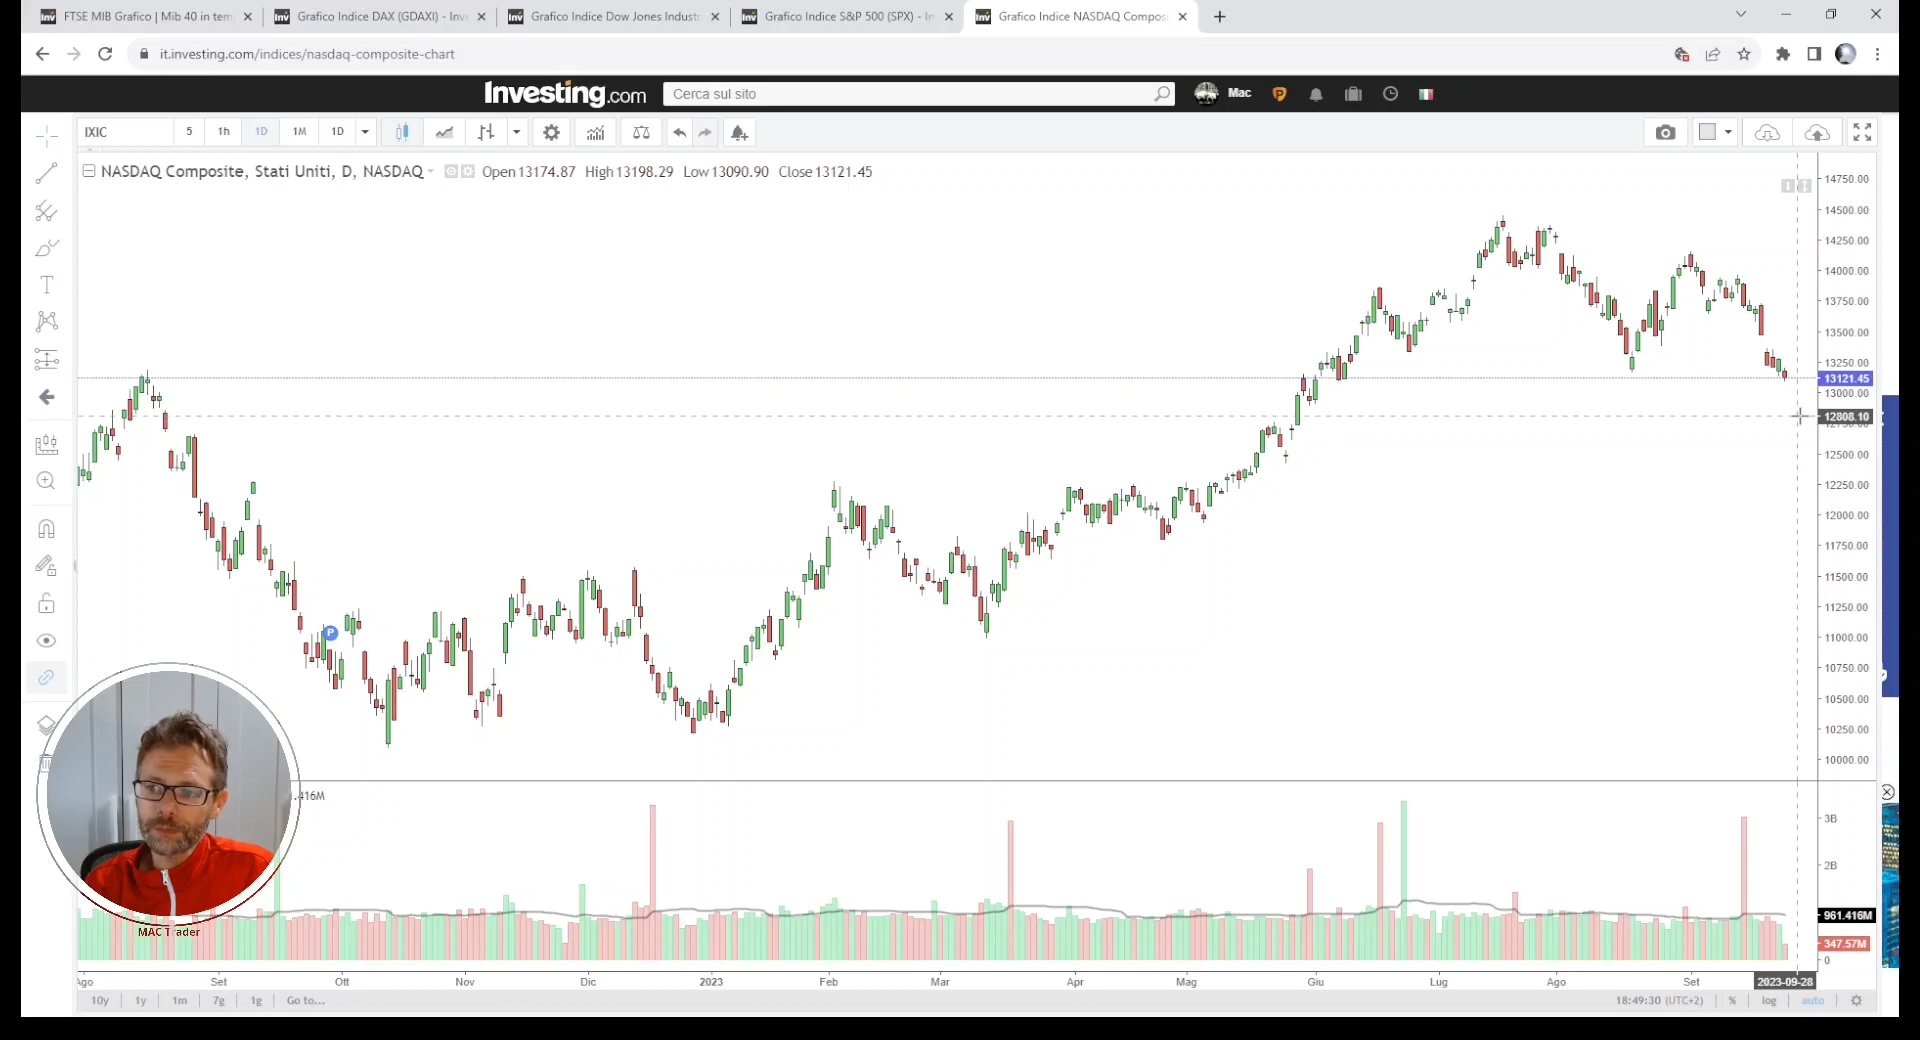 FTSE MIB Grafico | Mib 40 in tem
Grafico Indice DAX (GDAXI) - Inve
Grafico Indice Dow Jones Industr
Grafico Indice S&P 500 (SPX) - In
Grafico Indice NASDAQ Compos
it.investing.com/indices/nasdaq-composite-chart
Investing.com
Cerca sul sito
Mac
IXIC
5
1h
1D
1M
1D
NASDAQ Composite, Stati Uniti, D, NASDAQ
Open 13174.87 High 13198.29 Low 13090.90 Close 13121.45
14750.00
14500.00
14250.00
14000.00
13750.00
13500.00
13250.00
13121.45
13000.00
12808.10
12500.00
12250.00
12000.00
11750.00
11500.00
11250.00
11000.00
10750.00
10500.00
10250.00
10000.00
P
.416M
3B
2B
961.416M
347.57M
0
MAC Trader
Ago Set Ott Nov Dic 2023 Feb Mar Apr Mag Giu Lug Ago Set 2023-09-28
10y 1y 1m 7g 1g Go to...
18:49:30 (UTC+2) % log auto